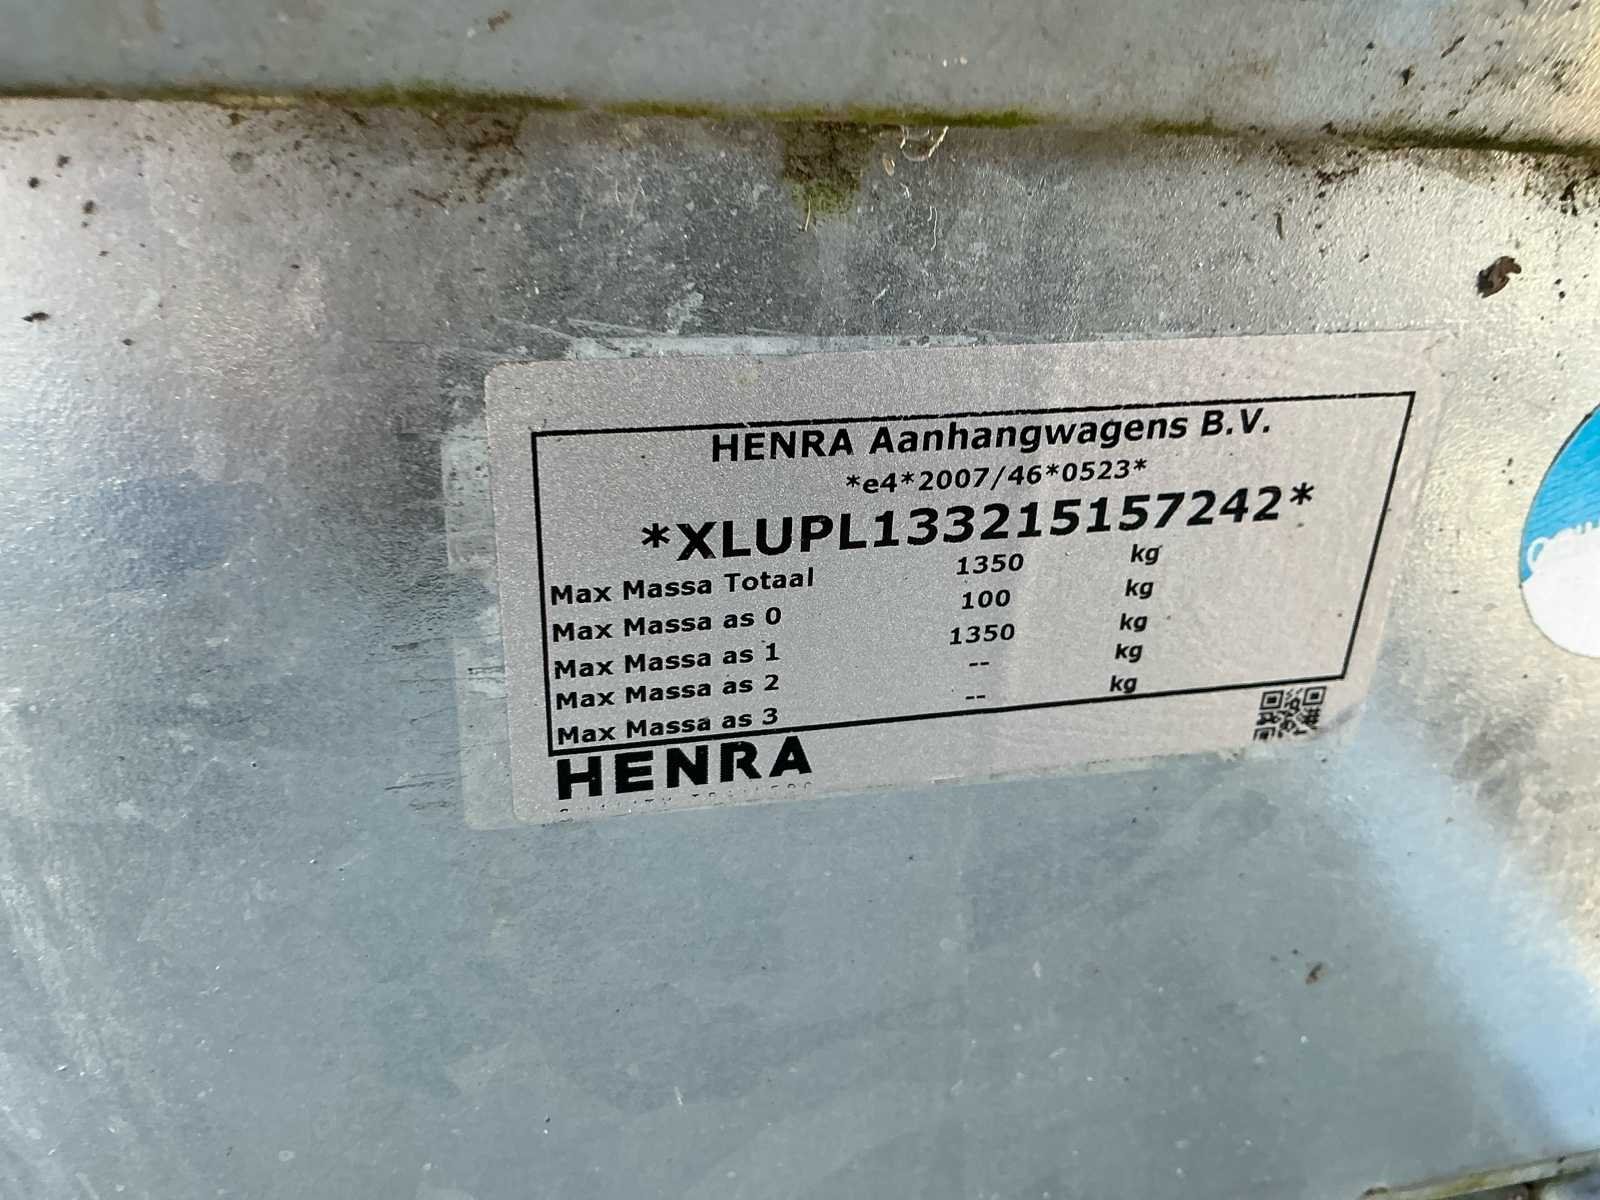 HENRA Aanhangwagens B.V.
*e4*2007/46*0523*
*XLUPL133215157242*
Max Massa Totaal 1350 kg
Max Massa as 0 100 kg
Max Massa as 1 1350 kg
Max Massa as 2 -- kg
Max Massa as 3 -- kg
HENRA